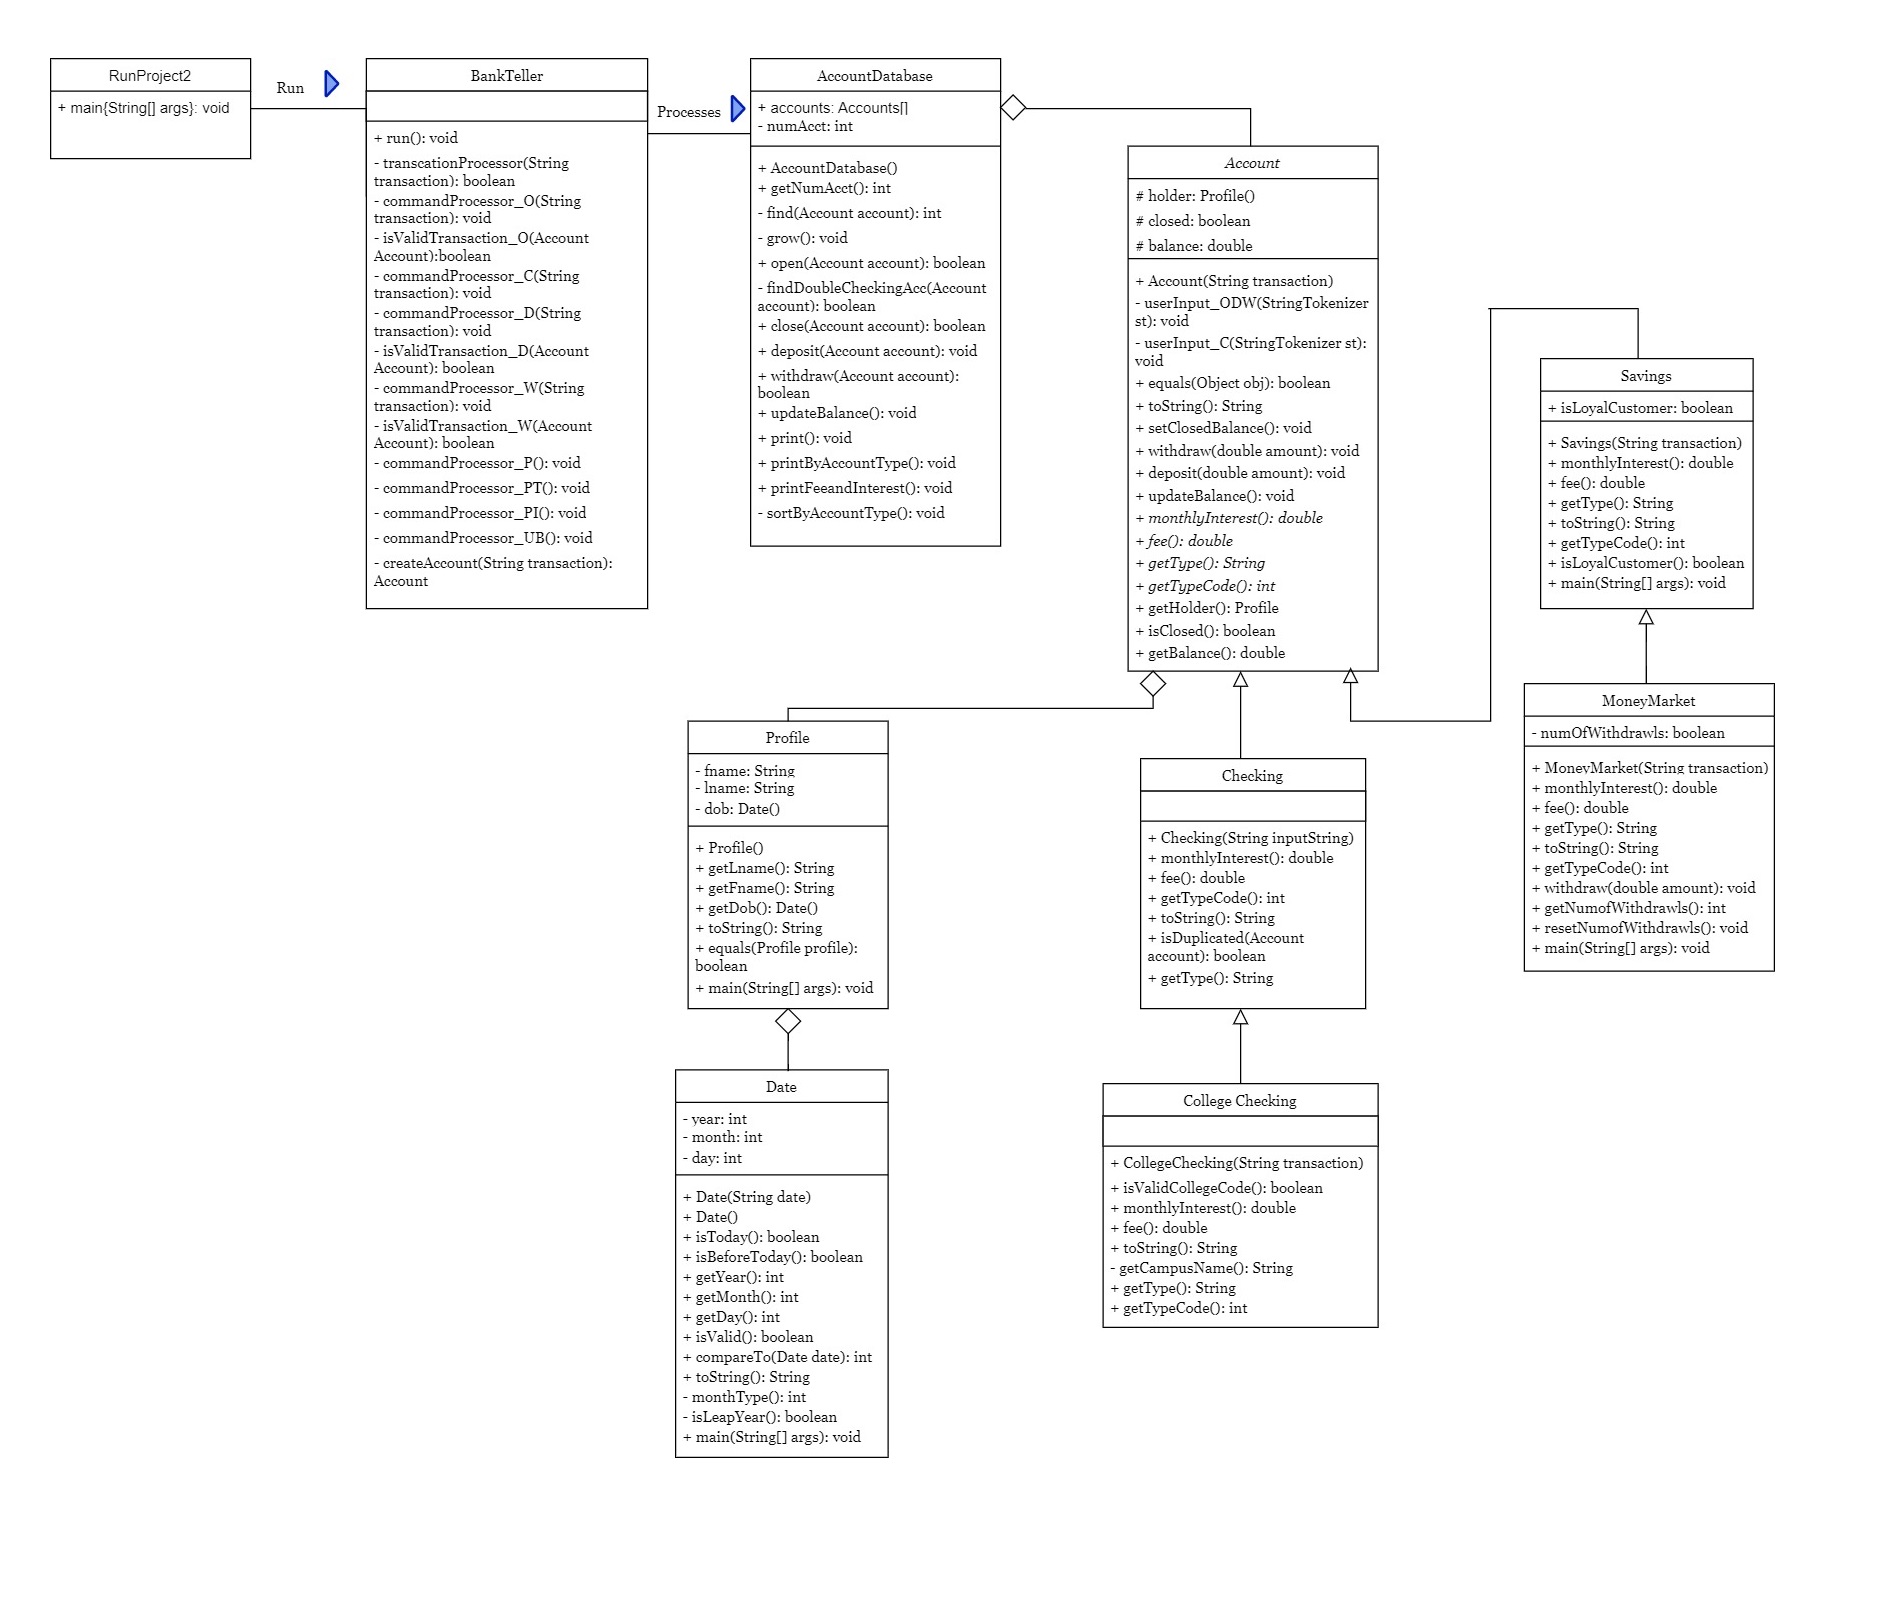 RunProject2
+ main{String[] args}: void
Run
BankTeller
+ run(): void
- transcationProcessor(String
transaction): boolean
- commandProcessor_O(String
transaction): void
- isValidTransaction_O(Account
Account):boolean
- commandProcessor_C(String
transaction): void
- commandProcessor_D(String
transaction): void
- isValidTransaction_D(Account
Account): boolean
- commandProcessor_W(String
transaction): void
- isValidTransaction_W(Account
Account): boolean
- commandProcessor_P(): void
- commandProcessor_PT(): void
- commandProcessor_PI(): void
- commandProcessor_UB(): void
- createAccount(String transaction):
Account
Processes
AccountDatabase
+ accounts: Accounts[]
- numAcct: int
+ AccountDatabase()
+ getNumAcct(): int
- find(Account account): int
- grow(): void
+ open(Account account): boolean
- findDoubleCheckingAcc(Account
account): boolean
+ close(Account account): boolean
+ deposit(Account account): void
+ withdraw(Account account):
boolean
+ updateBalance(): void
+ print(): void
+ printByAccountType(): void
+ printFeeandInterest(): void
- sortByAccountType(): void
Account
# holder: Profile()
# closed: boolean
# balance: double
+ Account(String transaction)
- userInput_ODW(StringTokenizer
st): void
- userInput_C(StringTokenizer st):
void
+ equals(Object obj): boolean
+ toString(): String
+ setClosedBalance(): void
+ withdraw(double amount): void
+ deposit(double amount): void
+ updateBalance(): void
+ monthlyInterest(): double
+ fee(): double
+ getType(): String
+ getTypeCode(): int
+ getHolder(): Profile
+ isClosed(): boolean
+ getBalance(): double
Savings
+ isLoyalCustomer: boolean
+ Savings(String transaction)
+ monthlyInterest(): double
+ fee(): double
+ getType(): String
+ toString(): String
+ getTypeCode(): int
+ isLoyalCustomer(): boolean
+ main(String[] args): void
MoneyMarket
- numOfWithdrawls: boolean
+ MoneyMarket(String transaction)
+ monthlyInterest(): double
+ fee(): double
+ getType(): String
+ toString(): String
+ getTypeCode(): int
+ withdraw(double amount): void
+ getNumofWithdrawls(): int
+ resetNumofWithdrawls(): void
+ main(String[] args): void
Profile
- fname: String
- lname: String
- dob: Date()
+ Profile()
+ getLname(): String
+ getFname(): String
+ getDob(): Date()
+ toString(): String
+ equals(Profile profile):
boolean
+ main(String[] args): void
Checking
+ Checking(String inputString)
+ monthlyInterest(): double
+ fee(): double
+ getTypeCode(): int
+ toString(): String
+ isDuplicated(Account
account): boolean
+ getType(): String
Date
- year: int
- month: int
- day: int
+ Date(String date)
+ Date()
+ isToday(): boolean
+ isBeforeToday(): boolean
+ getYear(): int
+ getMonth(): int
+ getDay(): int
+ isValid(): boolean
+ compareTo(Date date): int
+ toString(): String
- monthType(): int
- isLeapYear(): boolean
+ main(String[] args): void
College Checking
+ CollegeChecking(String transaction)
+ isValidCollegeCode(): boolean
+ monthlyInterest(): double
+ fee(): double
+ toString(): String
- getCampusName(): String
+ getType(): String
+ getTypeCode(): int